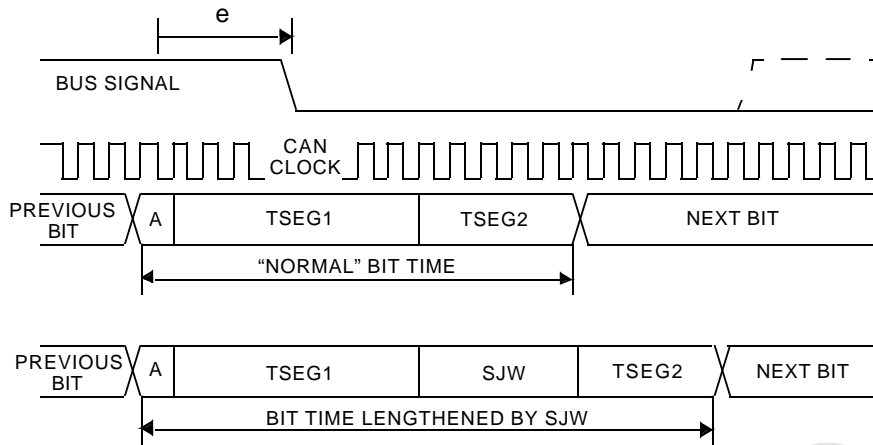 e
BUS SIGNAL
CAN
CLOCK
PREVIOUS
BIT
A
TSEG1
TSEG2
NEXT BIT
“NORMAL” BIT TIME
PREVIOUS
BIT
A
TSEG1
SJW
TSEG2
NEXT BIT
BIT TIME LENGTHENED BY SJW